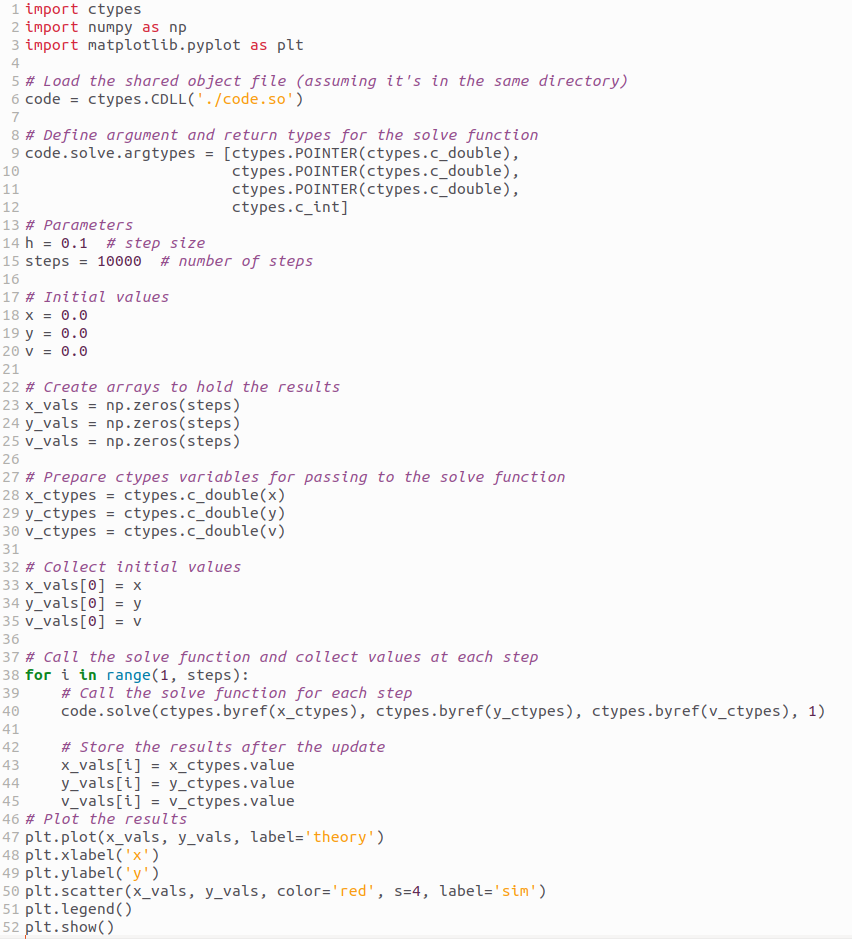 1 import ctypes
2 import numpy as np
3 import matplotlib.pyplot as plt
4
5 # Load the shared object file (assuming it's in the same directory)
6 code = ctypes.CDLL('./code.so')
7
8 # Define argument and return types for the solve function
9 code.solve.argtypes = [ctypes.POINTER(ctypes.c_double),
10                        ctypes.POINTER(ctypes.c_double),
11                        ctypes.POINTER(ctypes.c_double),
12                        ctypes.c_int]
13 # Parameters
14 h = 0.1  # step size
15 steps = 10000  # number of steps
16
17 # Initial values
18 x = 0.0
19 y = 0.0
20 v = 0.0
21
22 # Create arrays to hold the results
23 x_vals = np.zeros(steps)
24 y_vals = np.zeros(steps)
25 v_vals = np.zeros(steps)
26
27 # Prepare ctypes variables for passing to the solve function
28 x_ctypes = ctypes.c_double(x)
29 y_ctypes = ctypes.c_double(y)
30 v_ctypes = ctypes.c_double(v)
31
32 # Collect initial values
33 x_vals[0] = x
34 y_vals[0] = y
35 v_vals[0] = v
36
37 # Call the solve function and collect values at each step
38 for i in range(1, steps):
39     # Call the solve function for each step
40     code.solve(ctypes.byref(x_ctypes), ctypes.byref(y_ctypes), ctypes.byref(v_ctypes), 1)
41
42     # Store the results after the update
43     x_vals[i] = x_ctypes.value
44     y_vals[i] = y_ctypes.value
45     v_vals[i] = v_ctypes.value
46 # Plot the results
47 plt.plot(x_vals, y_vals, label='theory')
48 plt.xlabel('x')
49 plt.ylabel('y')
50 plt.scatter(x_vals, y_vals, color='red', s=4, label='sim')
51 plt.legend()
52 plt.show()